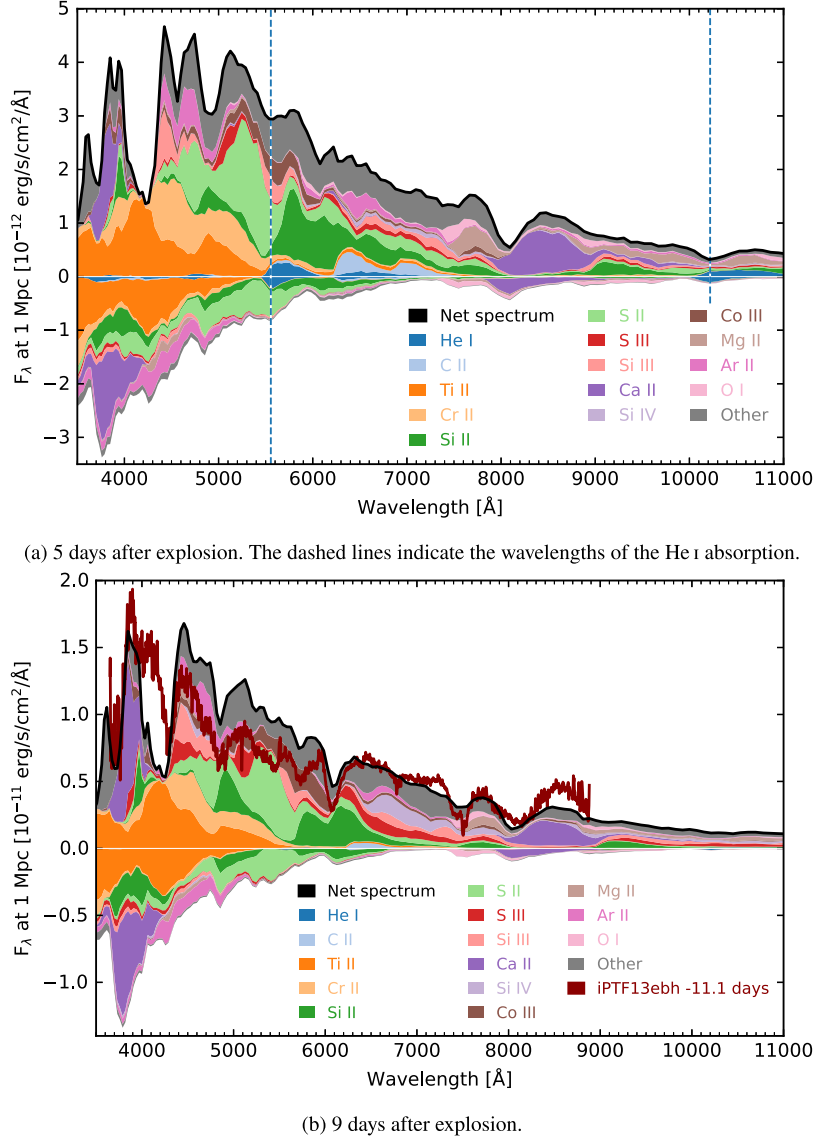 5
4
3
2
1
0
−1
−2
−3
F_λ at 1 Mpc [10⁻¹² erg/s/cm²/Å]
Net spectrum
He I
C II
Ti II
Cr II
Si II
S II
S III
Si III
Ca II
Si IV
Co III
Mg II
Ar II
O I
Other
4000 5000 6000 7000 8000 9000 10000 11000
Wavelength [Å]
(a) 5 days after explosion. The dashed lines indicate the wavelengths of the He I absorption.
2.0
1.5
1.0
0.5
0.0
−0.5
−1.0
F_λ at 1 Mpc [10⁻¹¹ erg/s/cm²/Å]
Net spectrum
He I
C II
Ti II
Cr II
Si II
S II
S III
Si III
Ca II
Si IV
Co III
Mg II
Ar II
O I
Other
iPTF13ebh -11.1 days
4000 5000 6000 7000 8000 9000 10000 11000
Wavelength [Å]
(b) 9 days after explosion.